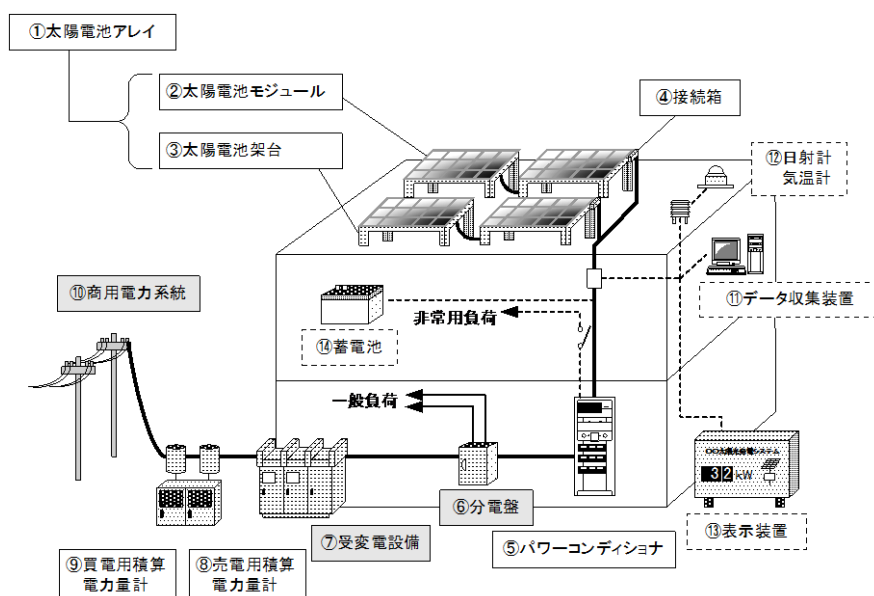 ①太陽電池アレイ
②太陽電池モジュール
③太陽電池架台
④接続箱
⑫日射計
気温計
⑪データ収集装置
⑩商用電力系統
非常用負荷
⑭蓄電池
一般負荷
〇〇太陽光発電システム
32kW
⑬表示装置
⑥分電盤
⑦受変電設備
⑤パワーコンディショナ
⑨買電用積算
電力量計
⑧売電用積算
電力量計